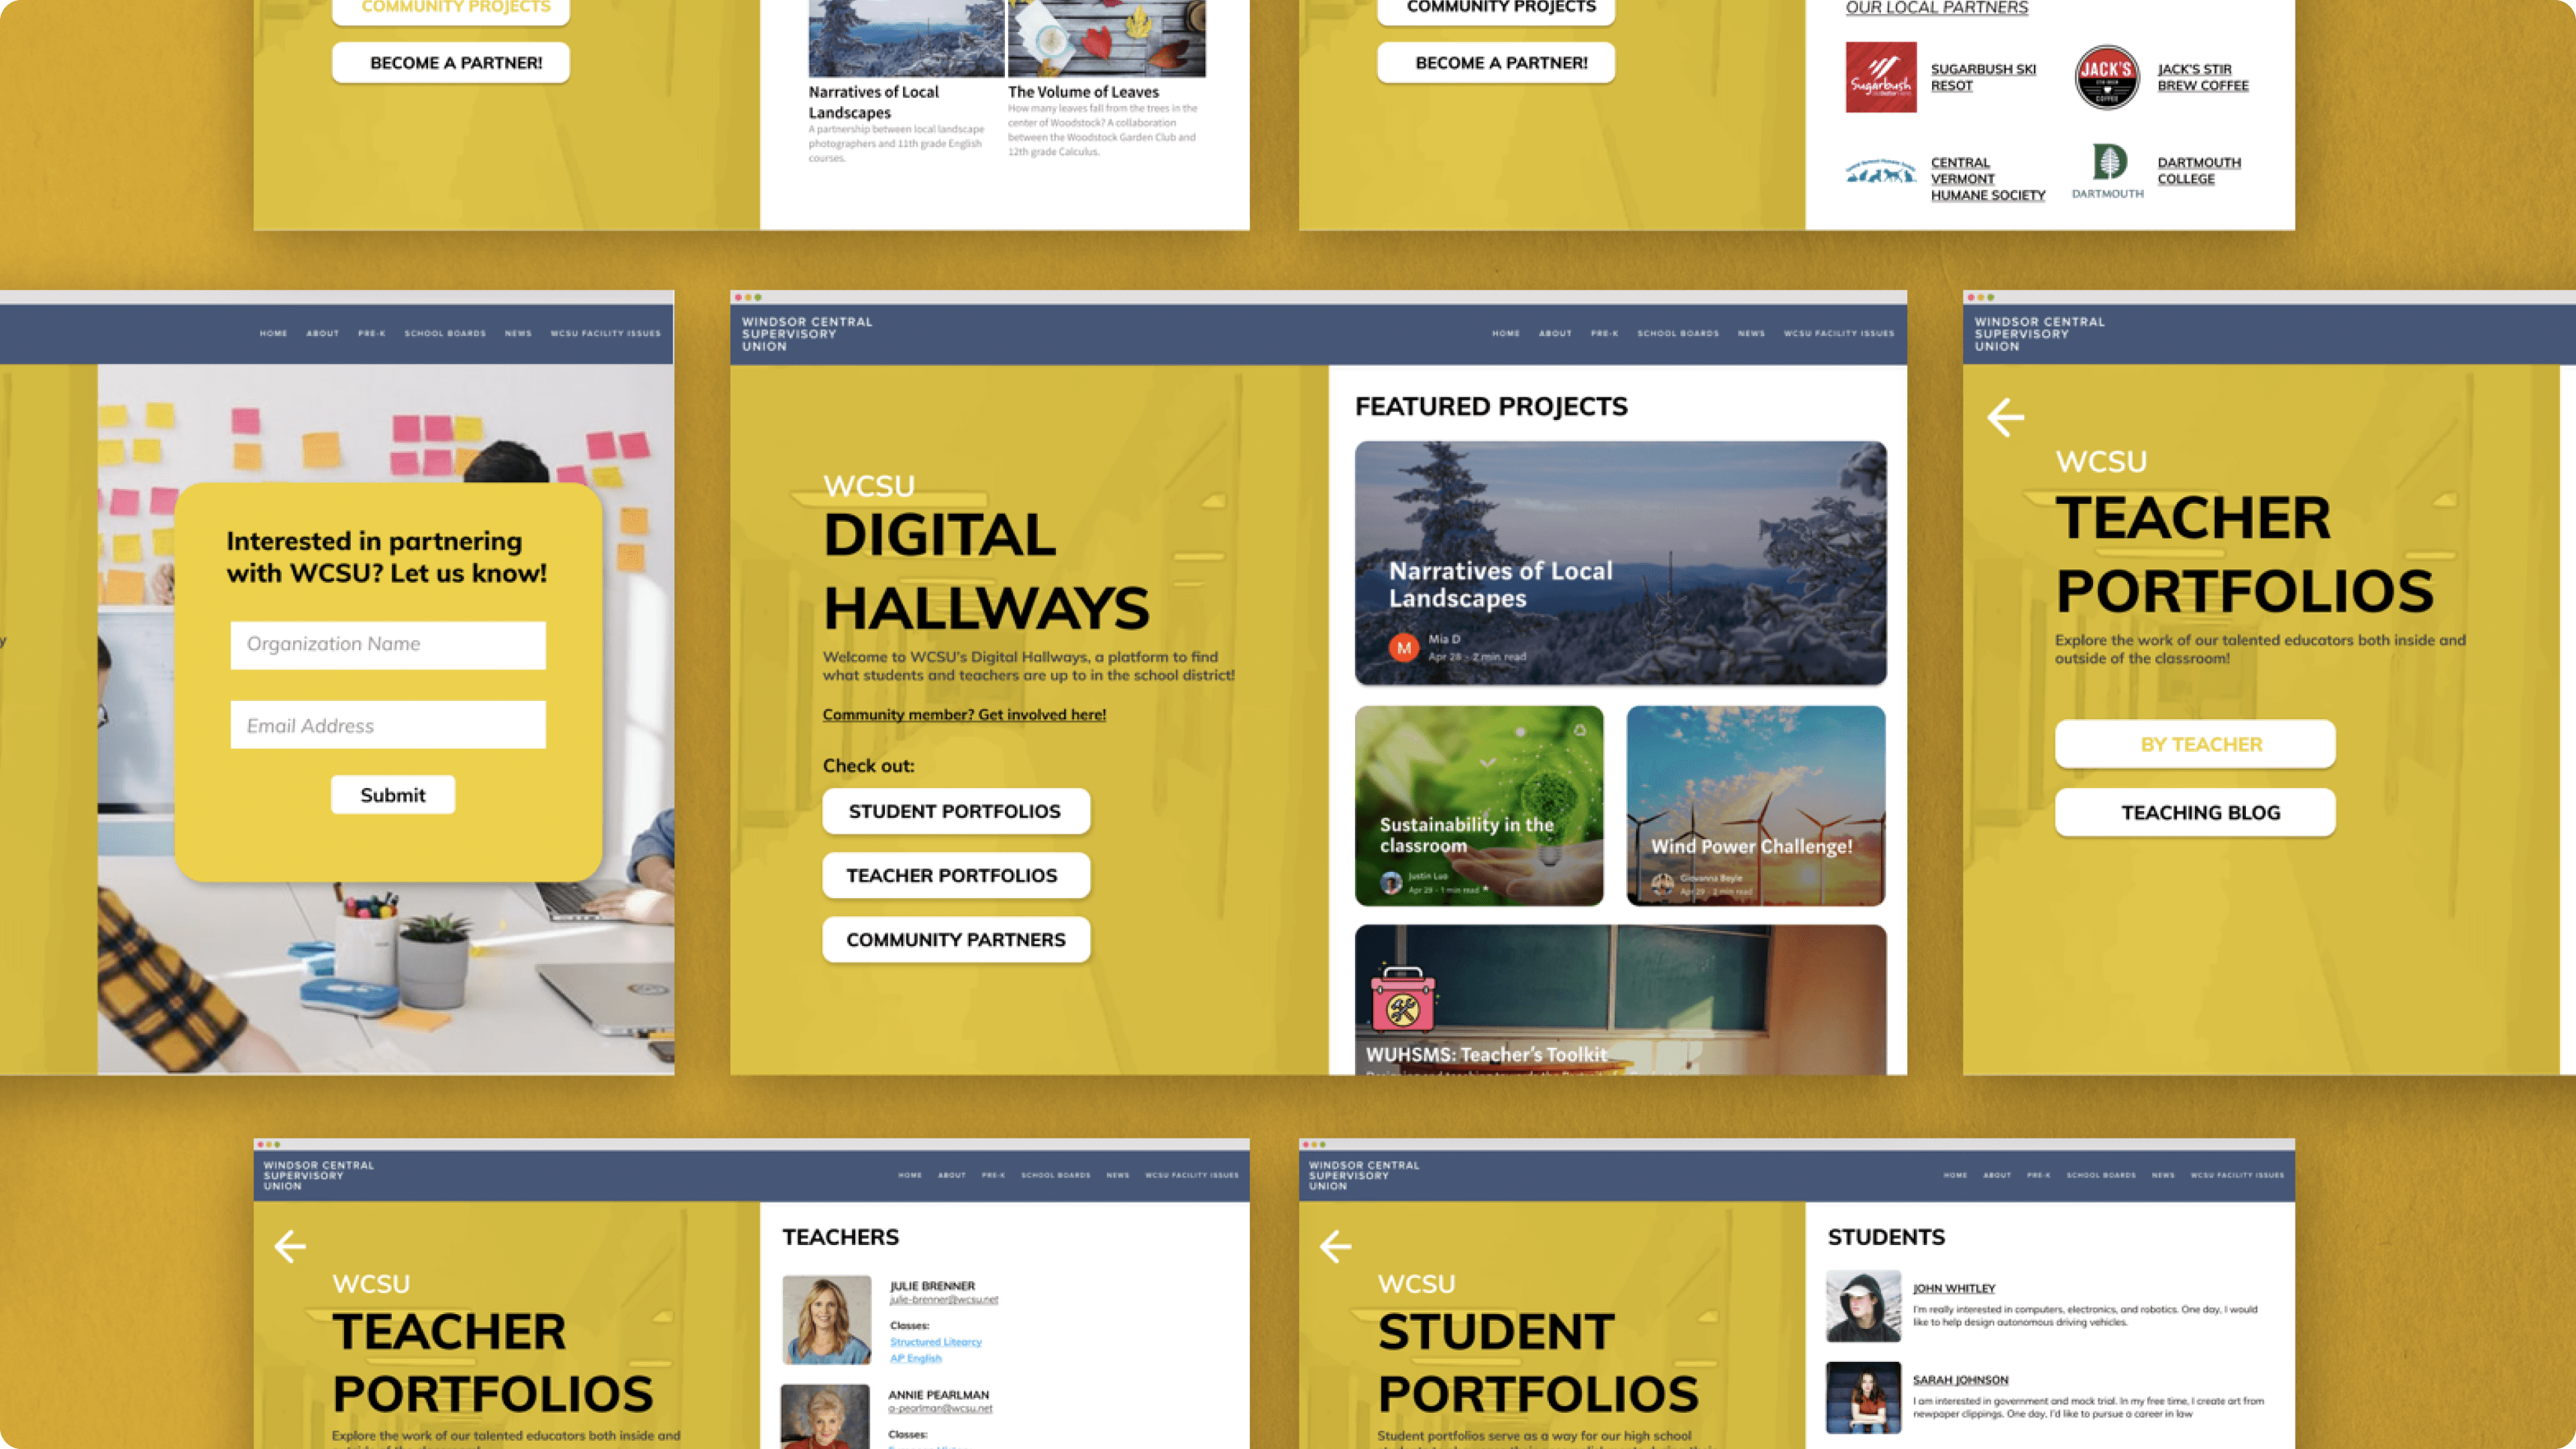 COMMUNITY PROJECTS
BECOME A PARTNER!
Narratives of Local
Landscapes
A partnership between local landscape
photographers and 11th grade English
courses.
The Volume of Leaves
How many leaves fall from the trees in the
center of Woodstock? A collaboration
between the Woodstock Garden Club and
12th grade Calculus.
COMMUNITY PROJECTS
BECOME A PARTNER!
OUR LOCAL PARTNERS
Sugarbush
SUGARBUSH SKI
RESOT
JACK'S
STIR BREW
COFFEE
JACK'S STIR
BREW COFFEE
CENTRAL
VERMONT
HUMANE SOCIETY
D
DARTMOUTH
DARTMOUTH
COLLEGE
HOME ABOUT PRE-K SCHOOL BOARDS NEWS WCSU FACILITY ISSUES
y
Interested in partnering
with WCSU? Let us know!
Organization Name
Email Address
Submit
WINDSOR CENTRAL
SUPERVISORY
UNION
HOME ABOUT PRE-K SCHOOL BOARDS NEWS WCSU FACILITY ISSUES
WCSU
DIGITAL
HALLWAYS
Welcome to WCSU's Digital Hallways, a platform to find
what students and teachers are up to in the school district!
Community member? Get involved here!
Check out:
STUDENT PORTFOLIOS
TEACHER PORTFOLIOS
COMMUNITY PARTNERS
FEATURED PROJECTS
Narratives of Local
Landscapes
M
Mia D
Apr 28 - 2 min read
Sustainability in the
classroom
Justin Luo
Apr 29 - 1 min read
Wind Power Challenge!
Giovanna Boyle
Apr 29 - 2 min read
WUHSMS: Teacher's Toolkit
WINDSOR CENTRAL
SUPERVISORY
UNION
WCSU
TEACHER
PORTFOLIOS
Explore the work of our talented educators both inside and
outside of the classroom!
BY TEACHER
TEACHING BLOG
WINDSOR CENTRAL
SUPERVISORY
UNION
HOME ABOUT PRE-K SCHOOL BOARDS NEWS WCSU FACILITY ISSUES
WCSU
TEACHER
PORTFOLIOS
Explore the work of our talented educators both inside and
TEACHERS
JULIE BRENNER
julie-brenner@wcsu.net
Classes:
Structured Litearcy
AP English
ANNIE PEARLMAN
a-pearlman@wcsu.net
Classes:
WINDSOR CENTRAL
SUPERVISORY
UNION
HOME ABOUT PRE-K SCHOOL BOARDS NEWS WCSU FACILITY ISSUES
WCSU
STUDENT
PORTFOLIOS
Student portfolios serve as a way for our high school
STUDENTS
JOHN WHITLEY
I'm really interested in computers, electronics, and robotics. One day, I would
like to help design autonomous driving vehicles.
SARAH JOHNSON
I am interested in government and mock trial. In my free time, I create art from
newspaper clippings. One day, I'd like to pursue a career in law